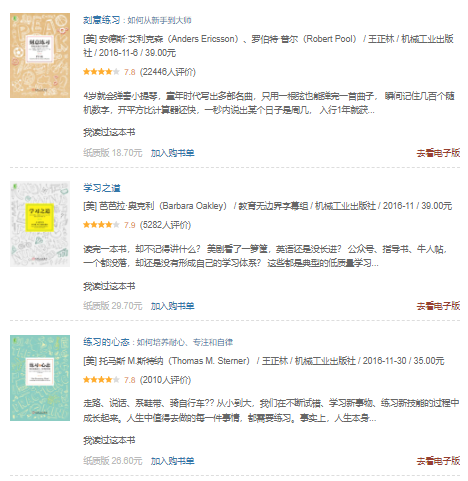 刻意练习 : 如何从新手到大师
[美] 安德斯·艾利克森（Anders Ericsson）、罗伯特·普尔（Robert Pool） / 王正林 / 机械工业出版
社 / 2016-11-6 / 39.00元
7.8 (22446人评价)
4岁就会弹奏小提琴，童年时代写出多部名曲，只用一根弦也能弹完一首曲子， 瞬间记住几百个随
机数字，开平方比计算器还快，一秒内说出某个日子是周几， 入行1年就获...
我读过这本书
纸质版 18.70元 加入购书单 去看电子版
学习之道
[美] 芭芭拉·奥克利（Barbara Oakley） / 教育无边界字幕组 / 机械工业出版社 / 2016-11 / 39.00元
7.9 (5282人评价)
读完一本书，却不记得讲什么？ 美剧看了一箩筐，英语还是没长进？ 公众号、指导书、牛人帖，
一个都没落，却还是没有形成自己的学习体系？ 这些都是典型的低质量学习...
我读过这本书
纸质版 29.70元 加入购书单 去看电子版
练习的心态 : 如何培养耐心、专注和自律
[美] 托马斯 M.斯特纳（Thomas M. Sterner） / 王正林 / 机械工业出版社 / 2016-11-30 / 35.00元
7.8 (2010人评价)
走路、说话、系鞋带、骑自行车?? 从小到大，我们在不断试错、学习新事物、练习新技能的过程中
成长起来。人生中值得去做的每一件事情，都需要练习。事实上，人生本身...
我读过这本书
纸质版 26.60元 加入购书单 去看电子版
刻意练习
学习之道
练习的心态